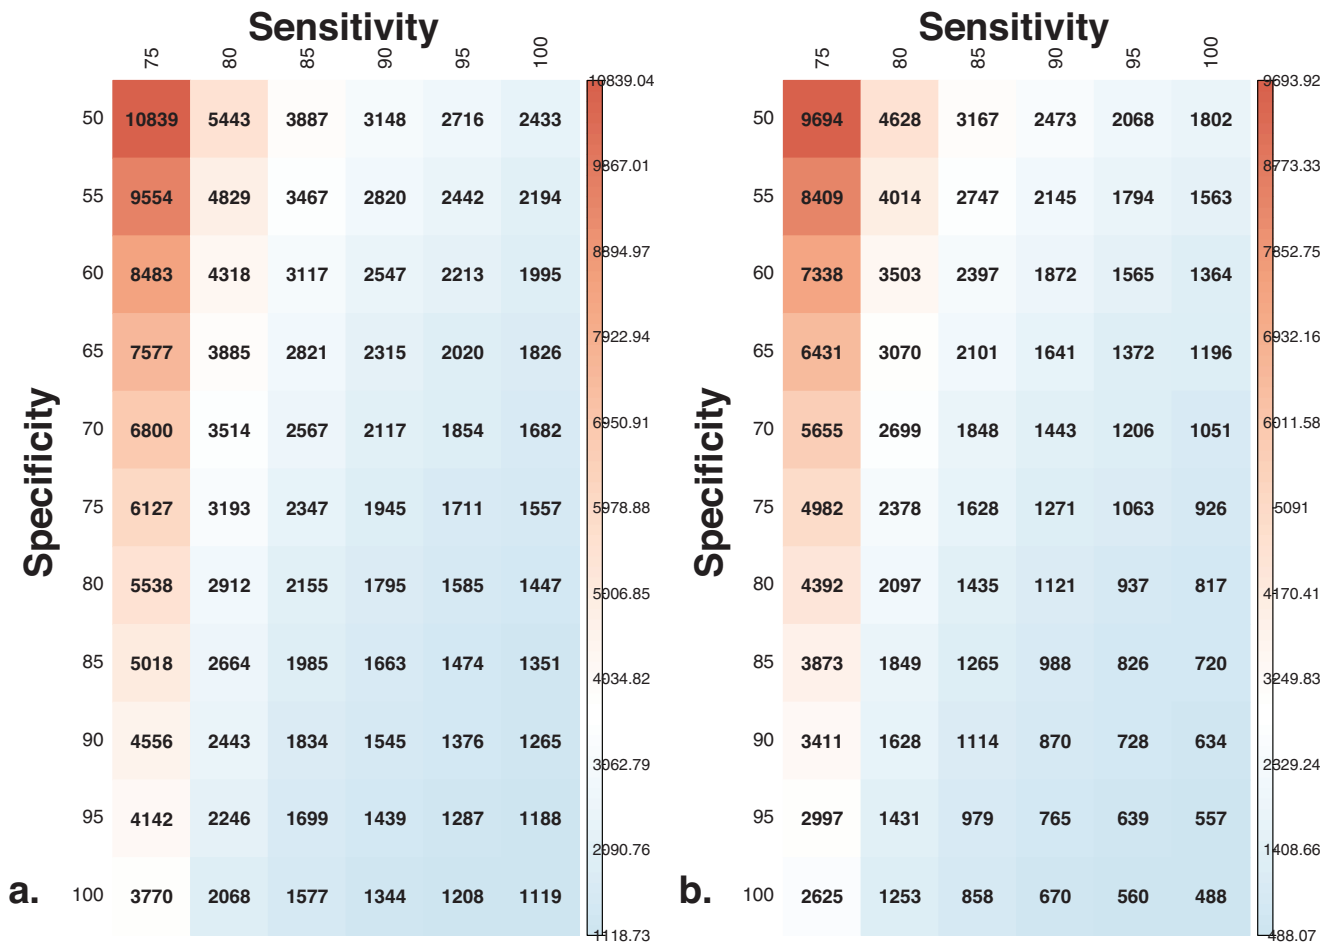 Sensitivity
75 80 85 90 95 100
50 10839 5443 3887 3148 2716 2433
55 9554 4829 3467 2820 2442 2194
60 8483 4318 3117 2547 2213 1995
65 7577 3885 2821 2315 2020 1826
70 6800 3514 2567 2117 1854 1682
75 6127 3193 2347 1945 1711 1557
80 5538 2912 2155 1795 1585 1447
85 5018 2664 1985 1663 1474 1351
90 4556 2443 1834 1545 1376 1265
95 4142 2246 1699 1439 1287 1188
100 3770 2068 1577 1344 1208 1119
Specificity
a.
10839.04
9867.01
8894.97
7922.94
6950.91
5978.88
5006.85
4034.82
3062.79
2090.76
1118.73
Sensitivity
75 80 85 90 95 100
50 9694 4628 3167 2473 2068 1802
55 8409 4014 2747 2145 1794 1563
60 7338 3503 2397 1872 1565 1364
65 6431 3070 2101 1641 1372 1196
70 5655 2699 1848 1443 1206 1051
75 4982 2378 1628 1271 1063 926
80 4392 2097 1435 1121 937 817
85 3873 1849 1265 988 826 720
90 3411 1628 1114 870 728 634
95 2997 1431 979 765 639 557
100 2625 1253 858 670 560 488
Specificity
b.
9693.92
8773.33
7852.75
6932.16
6011.58
5091
4170.41
3249.83
2329.24
1408.66
488.07